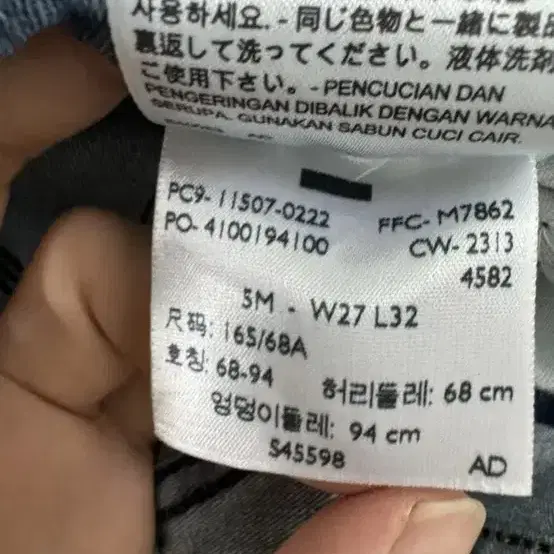 사용하세요. - 同じ色物と一緒に製品
裏返して洗ってください。液体洗剤
ご使用下さい。- PENCUCIAN DAN
PENGERINGAN DIBALIK DENGAN WARNA
SERUPA. GUNAKAN SABUN CUCI CAIR.
PC9- 11507-0222 FFC- M7862
PO- 4100194100 CW- 2313
4582
5M - W27 L32
尺码: 165/68A
호칭: 68-94 허리둘레: 68 cm
엉덩이둘레: 94 cm
S45598 AD